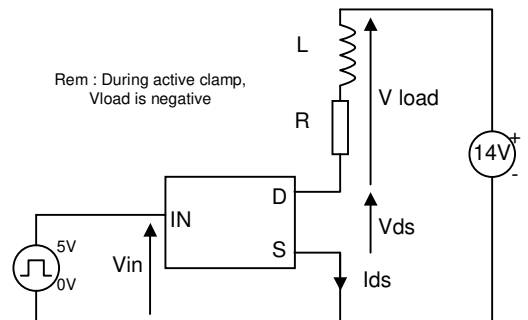 L
Rem : During active clamp,
Vload is negative
V load
R
14V
+
-
D
IN
Vds
S
5V
0V
Vin
Ids